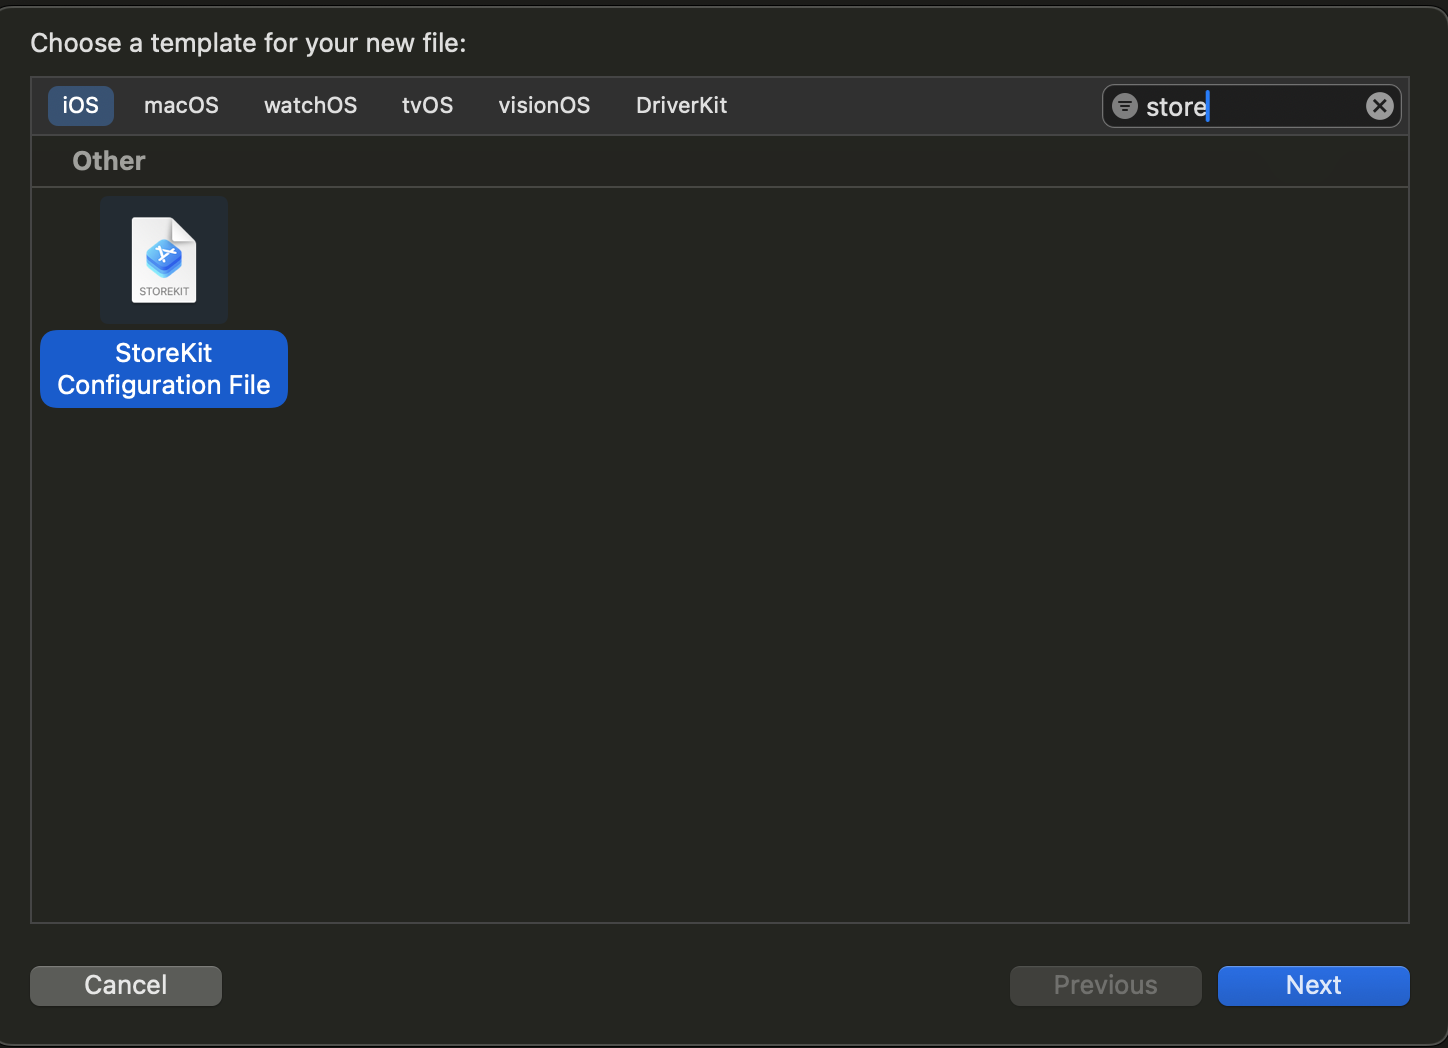 Choose a template for your new file:
iOS macOS watchOS tvOS visionOS DriverKit store
Other
STOREKIT
StoreKit
Configuration File
Cancel Previous Next